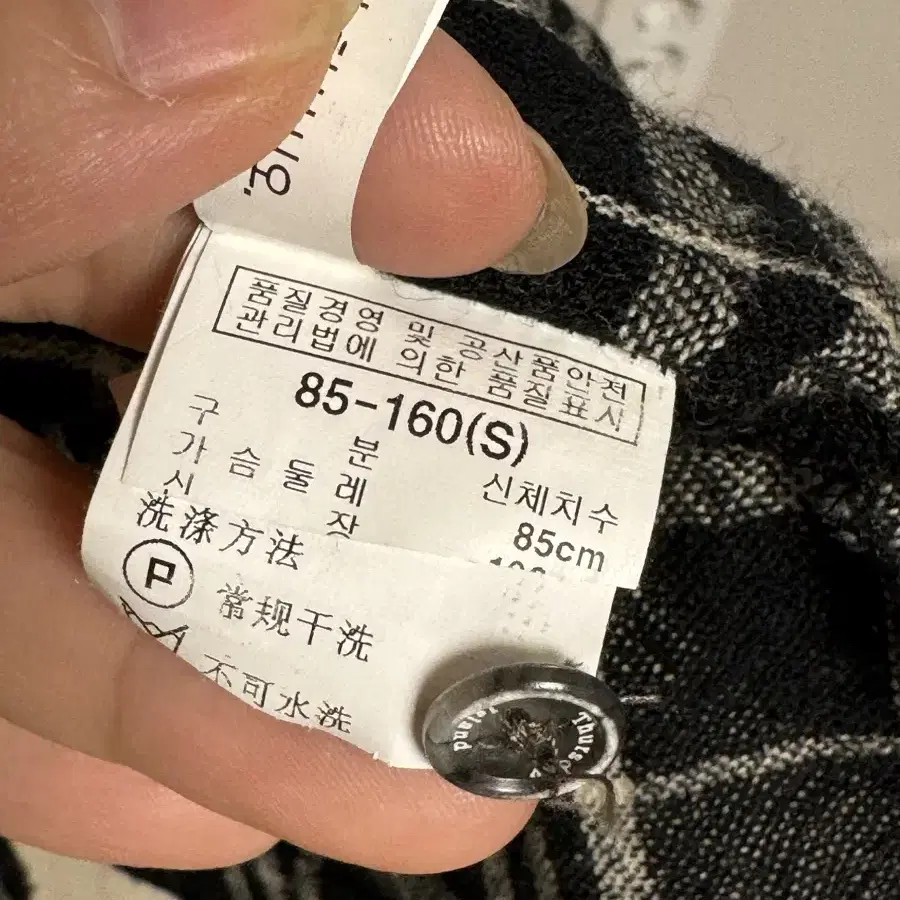 품질경영 및 공산품안전
관리법에 의한 품질표시
85-160(S)
구 분 신체치수
가 슴 둘 레 85cm
洗涤方法
P 常规干洗
不可水洗
island Thurs